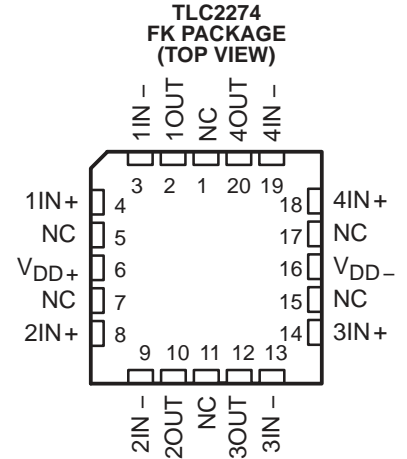 TLC2274
FK PACKAGE
(TOP VIEW)
1IN –
1OUT
NC
4OUT
4IN –
3 2 1 20 19
1IN + 4 18 4IN +
NC 5 17 NC
VDD + 6 16 VDD –
NC 7 15 NC
2IN + 8 14 3IN +
9 10 11 12 13
2IN –
2OUT
NC
3OUT
3IN –